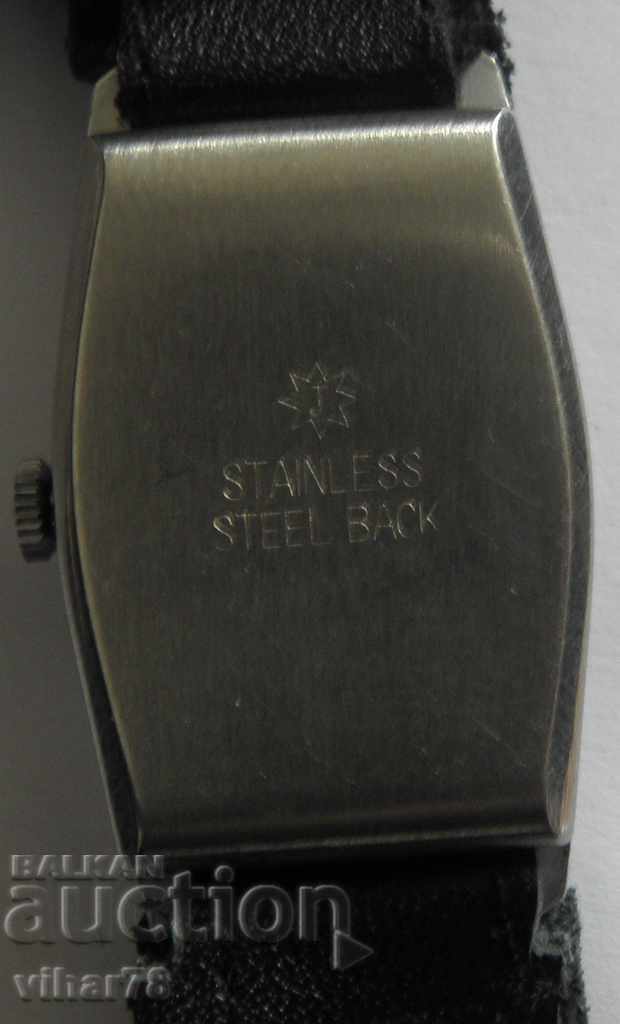 J
STAINLESS
STEEL BACK
BALKAN
auction
vihar78